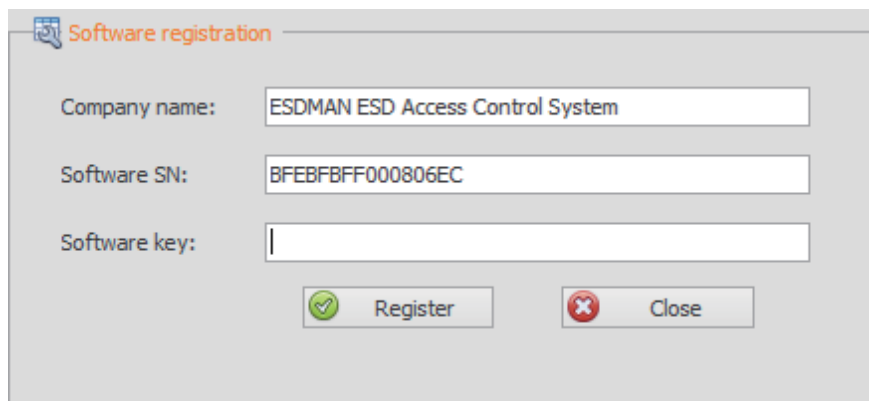 Software registration
Company name: ESDMAN ESD Access Control System
Software SN: BFEBFBFF000806EC
Software key:
Register Close